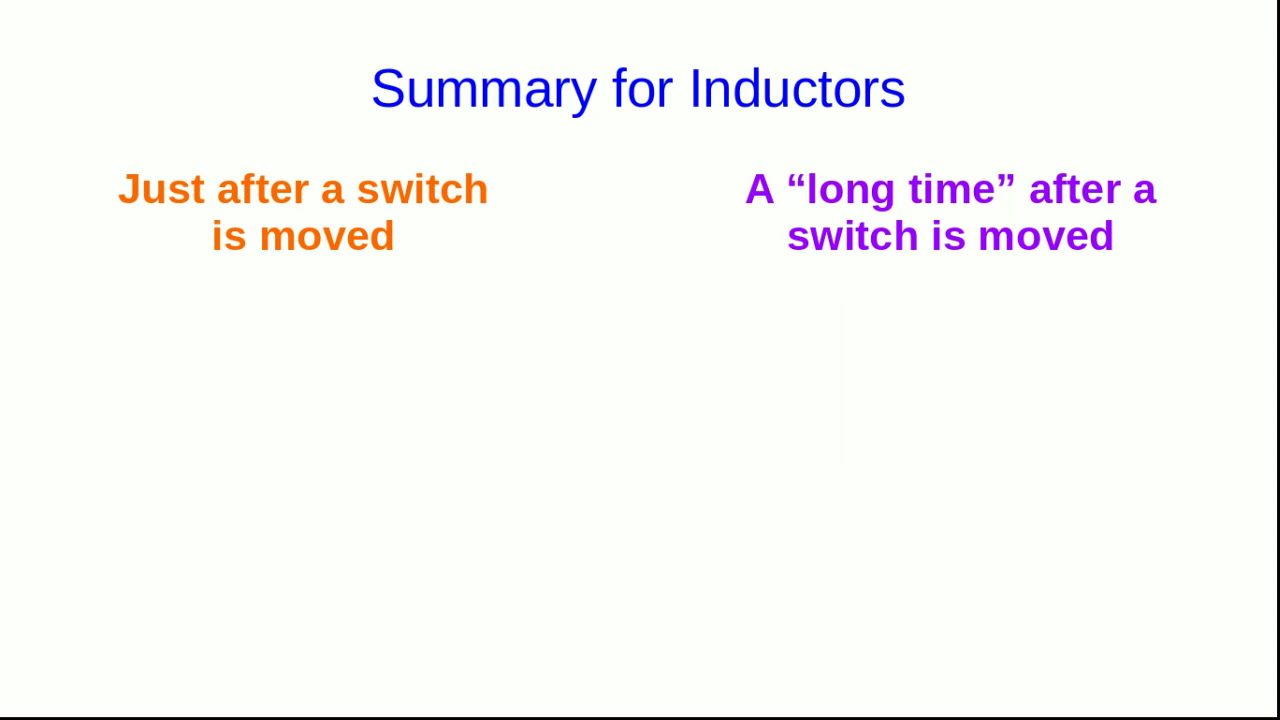 Summary for Inductors
Just after a switch
is moved
A “long time” after a
switch is moved